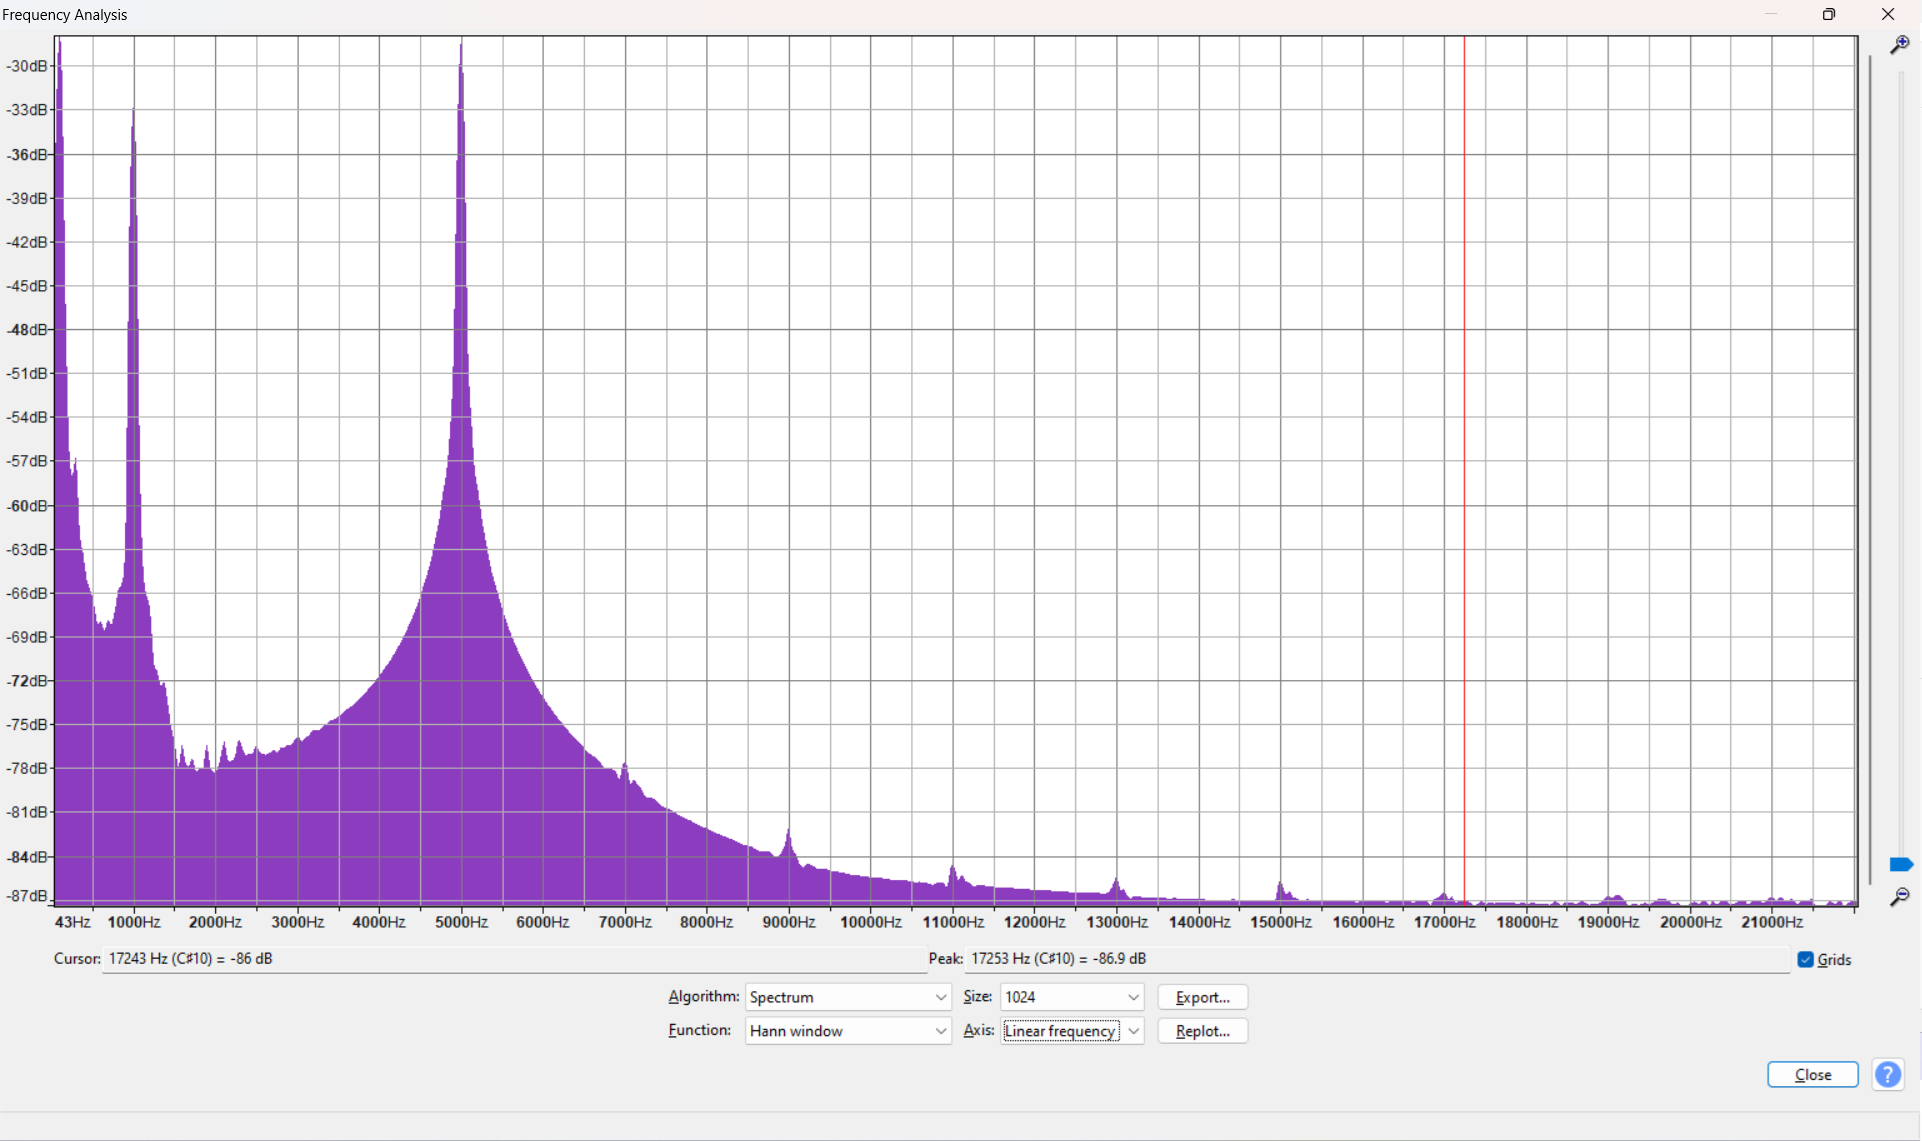 Frequency Analysis
-30dB
-33dB
-36dB
-39dB
-42dB
-45dB
-48dB
-51dB
-54dB
-57dB
-60dB
-63dB
-66dB
-69dB
-72dB
-75dB
-78dB
-81dB
-84dB
-87dB
43Hz 1000Hz 2000Hz 3000Hz 4000Hz 5000Hz 6000Hz 7000Hz 8000Hz 9000Hz 10000Hz 11000Hz 12000Hz 13000Hz 14000Hz 15000Hz 16000Hz 17000Hz 18000Hz 19000Hz 20000Hz 21000Hz
Cursor: 17243 Hz (C♯10) = -86 dB Peak: 17253 Hz (C♯10) = -86.9 dB Grids
Algorithm: Spectrum Size: 1024 Export...
Function: Hann window Axis: Linear frequency Replot...
Close ?